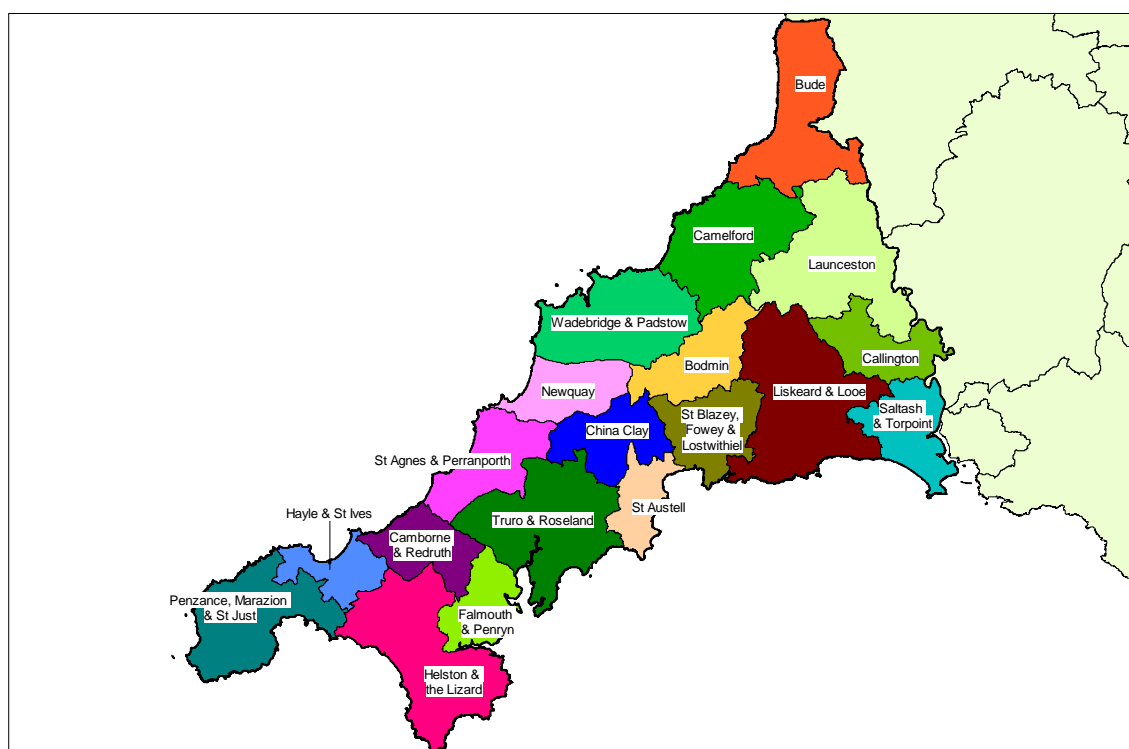 Bude
Camelford
Launceston
Wadebridge & Padstow
Callington
Bodmin
Newquay
Liskeard & Looe
Saltash
& Torpoint
St Blazey,
Fowey &
Lostwithiel
China Clay
St Agnes & Perranporth
St Austell
Hayle & St Ives
Truro & Roseland
Camborne
& Redruth
Penzance, Marazion
& St Just
Falmouth
& Penryn
Helston &
the Lizard